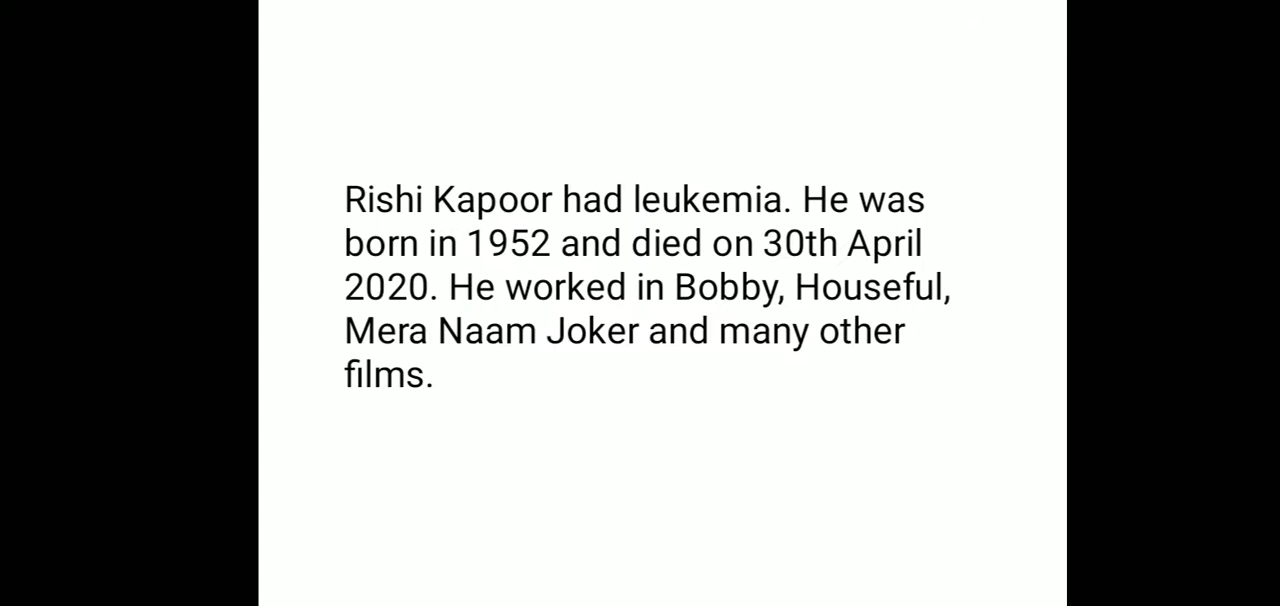 Rishi Kapoor had leukemia. He was
born in 1952 and died on 30th April
2020. He worked in Bobby, Houseful,
Mera Naam Joker and many other
films.